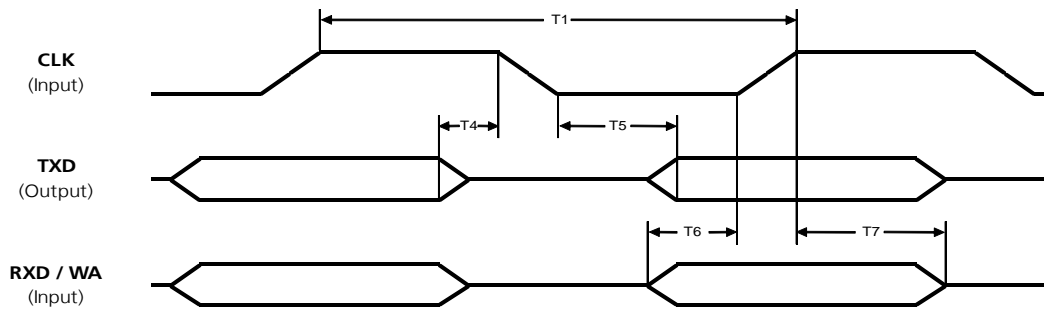 T1
CLK
(Input)
T4
T5
TXD
(Output)
T6
T7
RXD / WA
(Input)